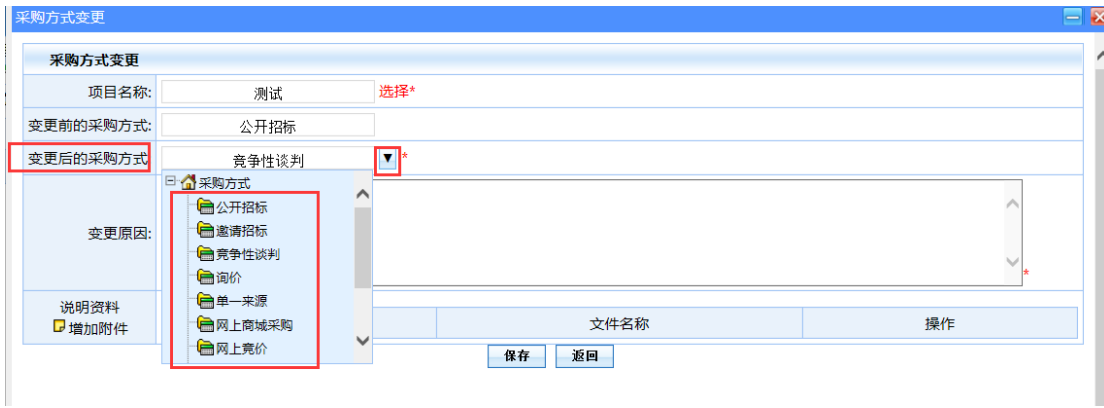 采购方式变更
采购方式变更
项目名称: 测试 选择*
变更前的采购方式: 公开招标
变更后的采购方式 竞争性谈判 *
采购方式
公开招标
邀请招标
竞争性谈判
询价
单一来源
网上商城采购
网上竞价
变更原因: *
说明资料
增加附件
文件名称 操作
保存 返回